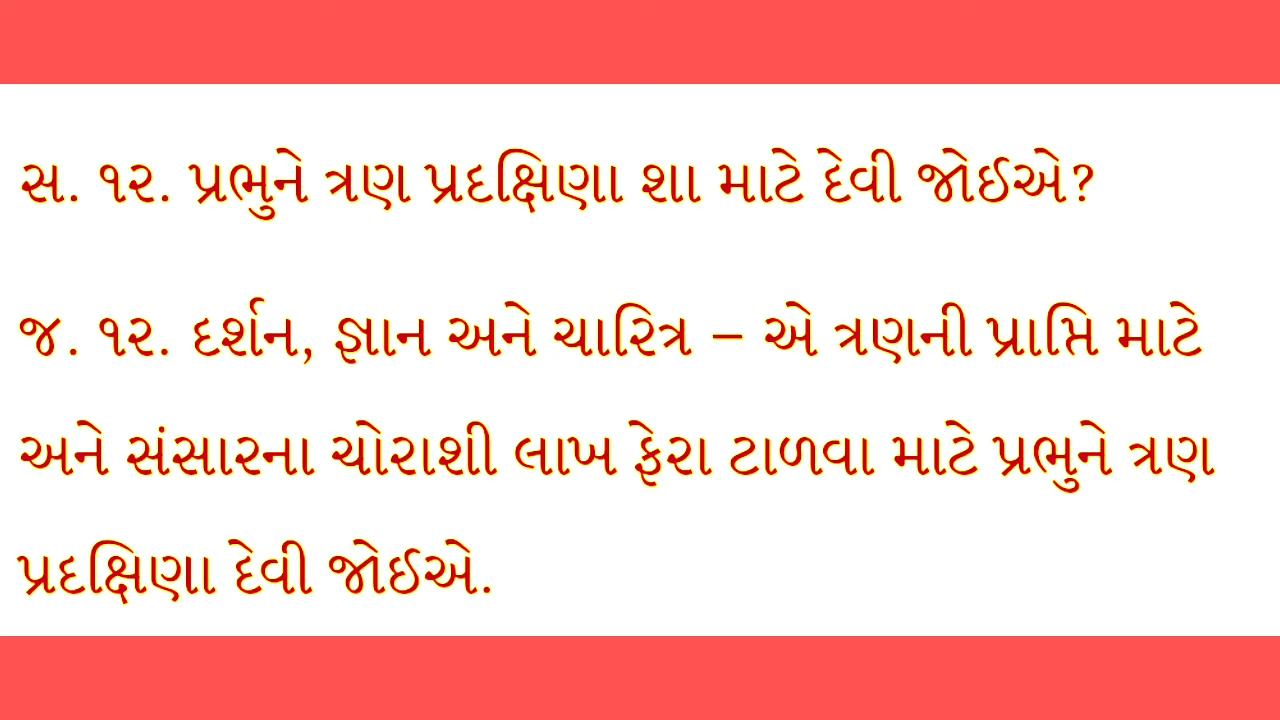 સ. ૧૨. પ્રભુને ત્રણ પ્રદક્ષિણા શા માટે દેવી જોઈએ?
જ. ૧૨. દર્શન, જ્ઞાન અને ચારિત્ર – એ ત્રણની પ્રાપ્તિ માટે
અને સંસારના ચોરાશી લાખ ફેરા ટાળવા માટે પ્રભુને ત્રણ
પ્રદક્ષિણા દેવી જોઈએ.